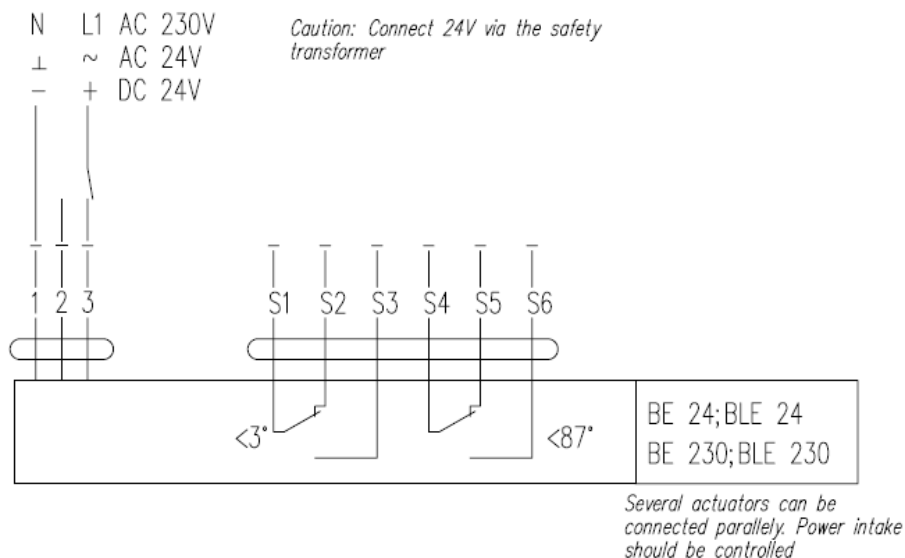 N L1 AC 230V
⊥ ~ AC 24V
− + DC 24V
Caution: Connect 24V via the safety
transformer
1 2 3 S1 S2 S3 S4 S5 S6
<3° <87°
BE 24;BLE 24
BE 230;BLE 230
Several actuators can be
connected parallely. Power intake
should be controlled